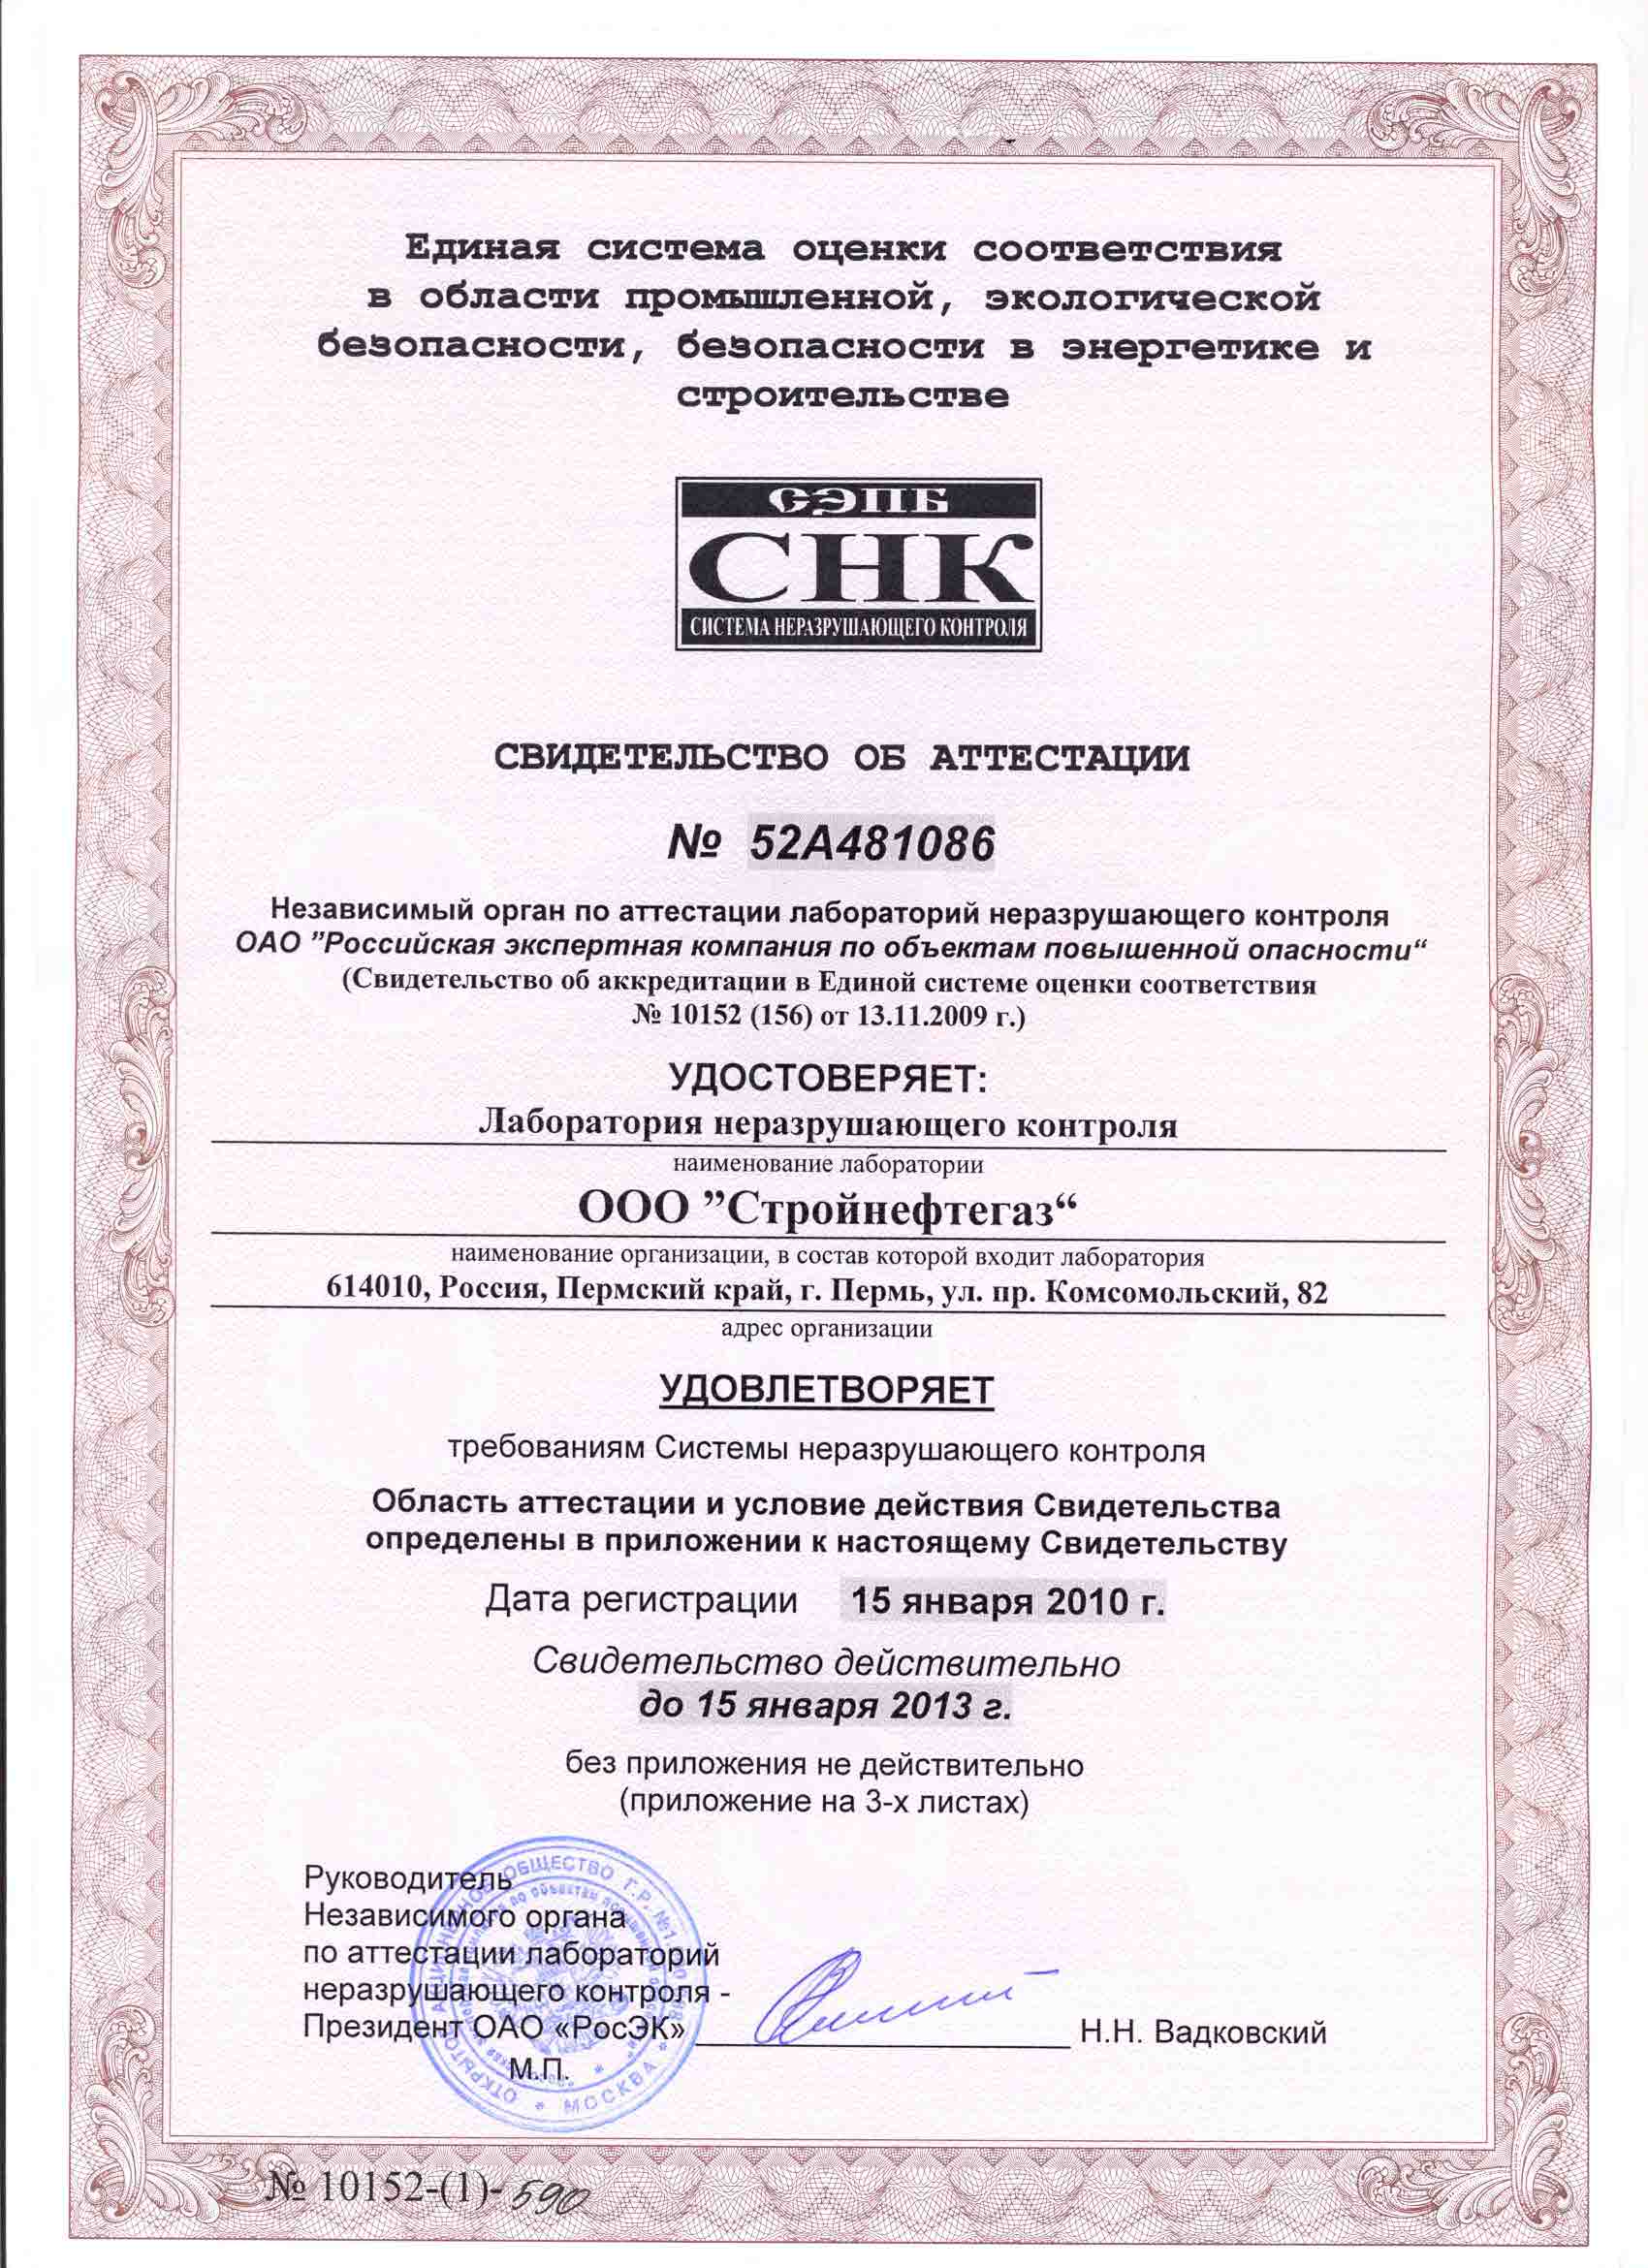 Единая система оценки соответствия
в области промышленной, экологической
безопасности, безопасности в энергетике и
строительстве
СЭПБ
СНК
СИСТЕМА НЕРАЗРУШАЮЩЕГО КОНТРОЛЯ
СВИДЕТЕЛЬСТВО ОБ АТТЕСТАЦИИ
№ 52А481086
Независимый орган по аттестации лабораторий неразрушающего контроля
ОАО ”Российская экспертная компания по объектам повышенной опасности“
(Свидетельство об аккредитации в Единой системе оценки соответствия
№ 10152 (156) от 13.11.2009 г.)
УДОСТОВЕРЯЕТ:
Лаборатория неразрушающего контроля
наименование лаборатории
ООО ”Стройнефтегаз“
наименование организации, в состав которой входит лаборатория
614010, Россия, Пермский край, г. Пермь, ул. пр. Комсомольский, 82
адрес организации
УДОВЛЕТВОРЯЕТ
требованиям Системы неразрушающего контроля
Область аттестации и условие действия Свидетельства
определены в приложении к настоящему Свидетельству
Дата регистрации 15 января 2010 г.
Свидетельство действительно
до 15 января 2013 г.
без приложения не действительно
(приложение на 3-х листах)
Руководитель
Независимого органа
по аттестации лабораторий
неразрушающего контроля -
Президент ОАО «РосЭК» Н.Н. Вадковский
М.П.
ОТКРЫТОЕ АКЦИОНЕРНОЕ ОБЩЕСТВО Г.Р. * МОСКВА *
№ 10152-(1)-590